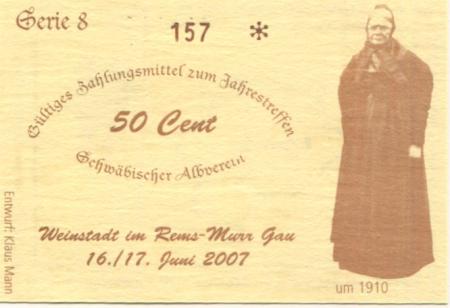 Serie 8
157 *
Gültiges Zahlungsmittel zum Jahrestreffen
50 Cent
Schwäbischer Albverein
Weinstadt im Rems-Murr Gau
16./17. Juni 2007
Entwurf: Klaus Mann
um 1910